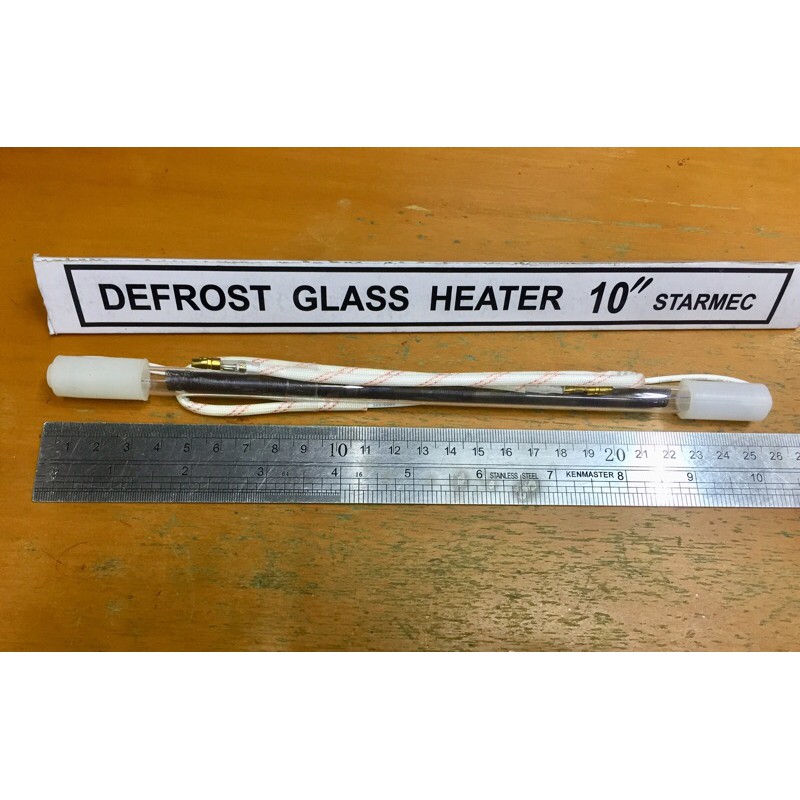 DEFROST GLASS HEATER 10" STARMEC
1 2 3 4 5 6 7 8 9 10 11 12 13 14 15 16 17 18 19 20 21 22 23 24 25 26
1 2 3 4 5 6 STAINLESS STEEL 7 KENMASTER 8 9 10